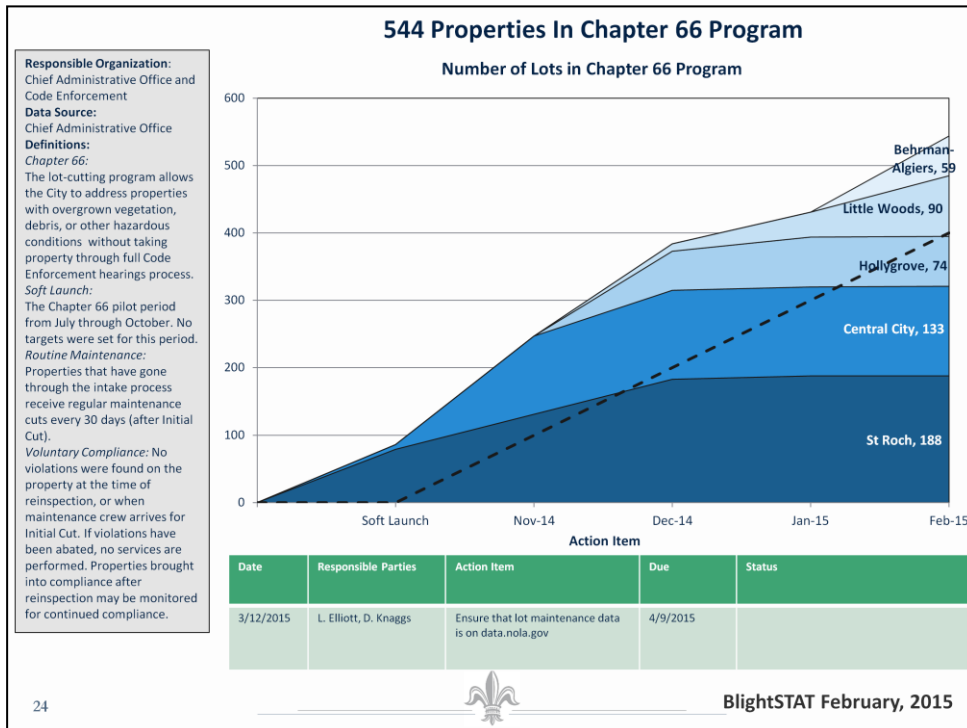 544 Properties In Chapter 66 Program
Responsible Organization:
Chief Administrative Office and
Code Enforcement
Data Source:
Chief Administrative Office
Definitions:
Chapter 66:
The lot-cutting program allows
the City to address properties
with overgrown vegetation,
debris, or other hazardous
conditions without taking
property through full Code
Enforcement hearings process.
Soft Launch:
The Chapter 66 pilot period
from July through October. No
targets were set for this period.
Routine Maintenance:
Properties that have gone
through the intake process
receive regular maintenance
cuts every 30 days (after Initial
Cut).
Voluntary Compliance: No
violations were found on the
property at the time of
reinspection, or when
maintenance crew arrives for
Initial Cut. If violations have
been abated, no services are
performed. Properties brought
into compliance after
reinspection may be monitored
for continued compliance.
Number of Lots in Chapter 66 Program
600
500
400
300
200
100
0
Behrman-
Algiers, 59
Little Woods, 90
Hollygrove, 74
Central City, 133
St Roch, 188
Soft Launch Nov-14 Dec-14 Jan-15 Feb-15
Action Item
Date Responsible Parties Action Item Due Status
3/12/2015 L. Elliott, D. Knaggs Ensure that lot maintenance data 4/9/2015
is on data.nola.gov
24
BlightSTAT February, 2015